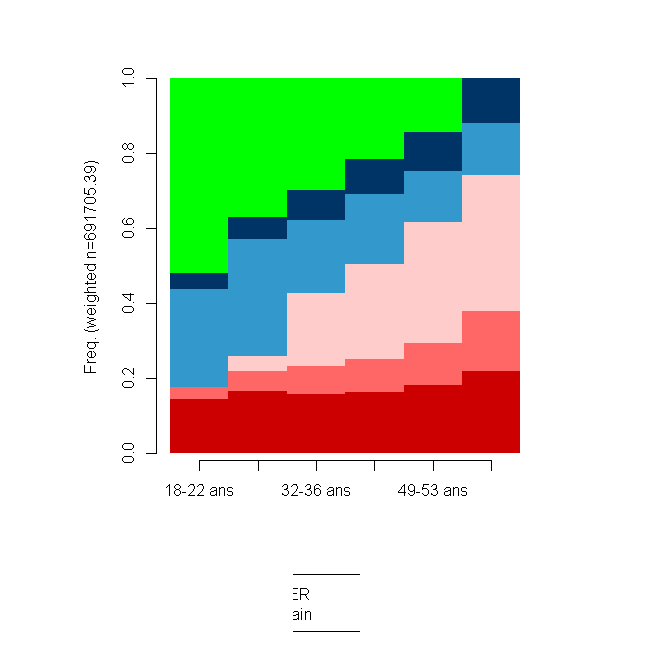 Freq. (weighted n=691705.39)
1.0
0.8
0.6
0.4
0.2
0.0
18-22 ans 32-36 ans 49-53 ans
ER
ain